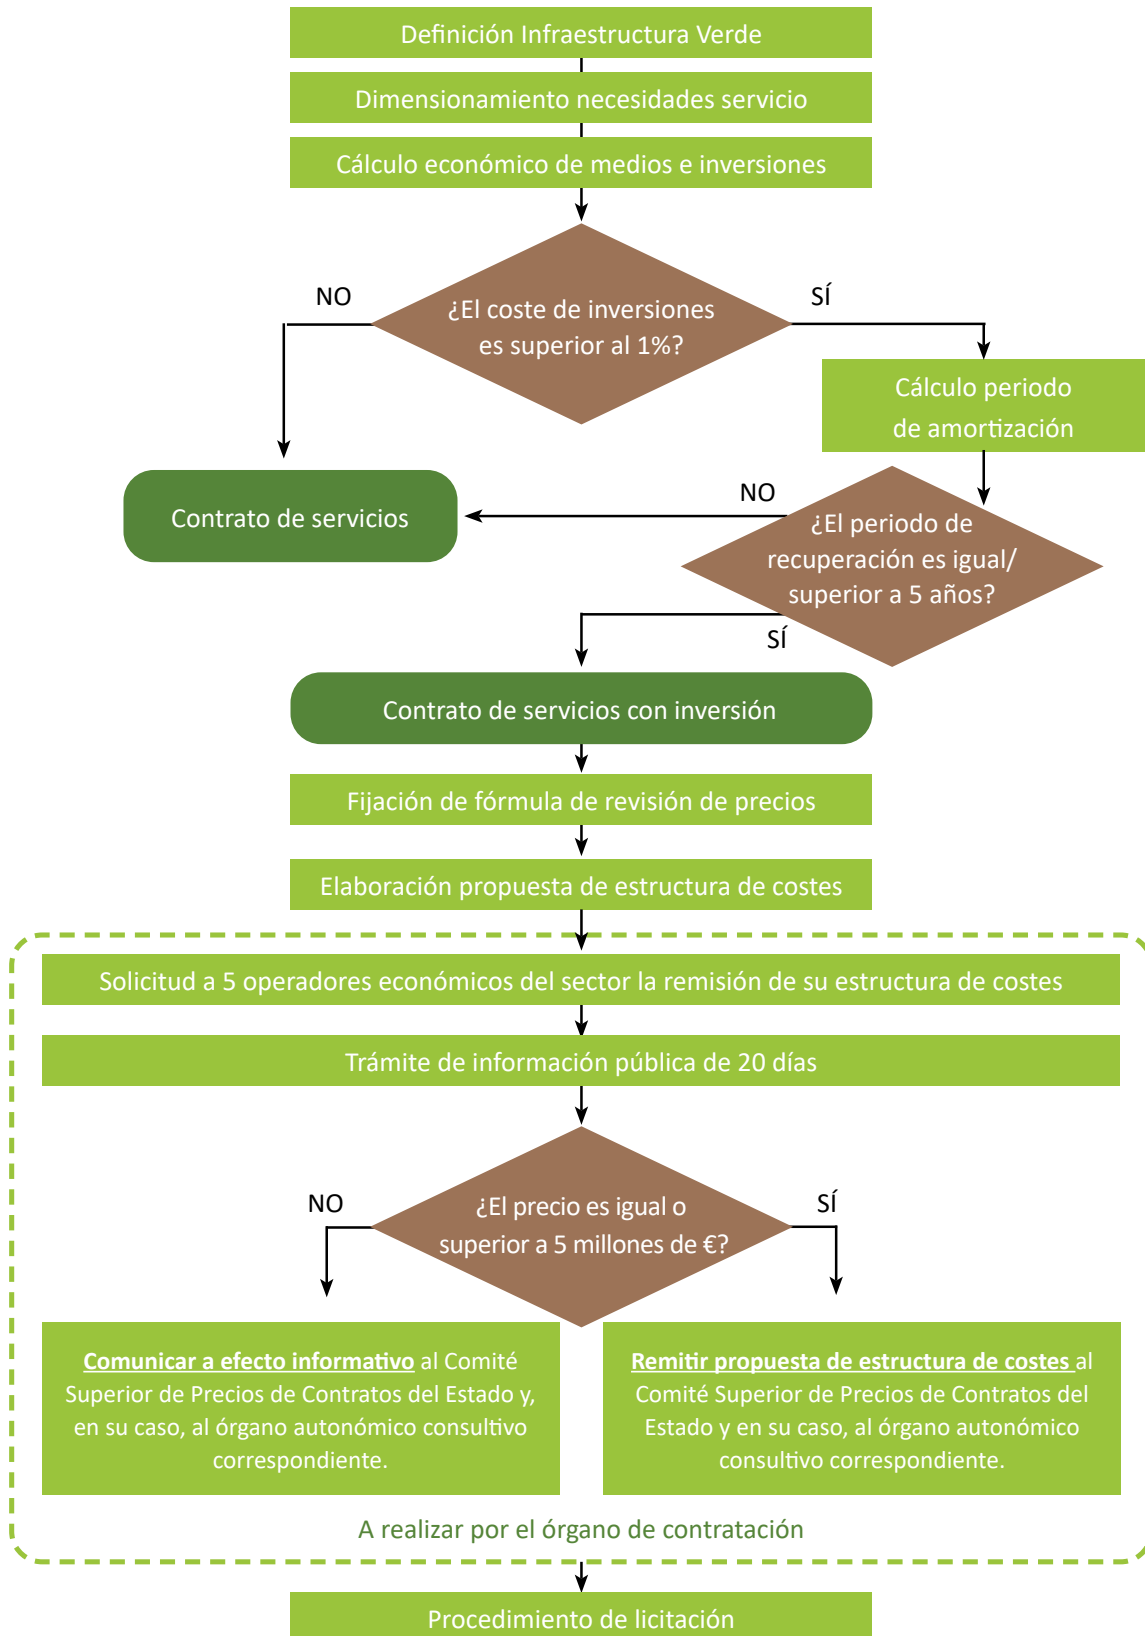 Definición Infraestructura Verde
Dimensionamiento necesidades servicio
Cálculo económico de medios e inversiones
NO
SÍ
¿El coste de inversiones
es superior al 1%?
Cálculo periodo
de amortización
Contrato de servicios
NO
¿El periodo de
recuperación es igual/
superior a 5 años?
SÍ
Contrato de servicios con inversión
Fijación de fórmula de revisión de precios
Elaboración propuesta de estructura de costes
Solicitud a 5 operadores económicos del sector la remisión de su estructura de costes
Trámite de información pública de 20 días
NO
SÍ
¿El precio es igual o
superior a 5 millones de €?
Comunicar a efecto informativo al Comité
Superior de Precios de Contratos del Estado y,
en su caso, al órgano autonómico consultivo
correspondiente.
Remitir propuesta de estructura de costes al
Comité Superior de Precios de Contratos del
Estado y en su caso, al órgano autonómico
consultivo correspondiente.
A realizar por el órgano de contratación
Procedimiento de licitación